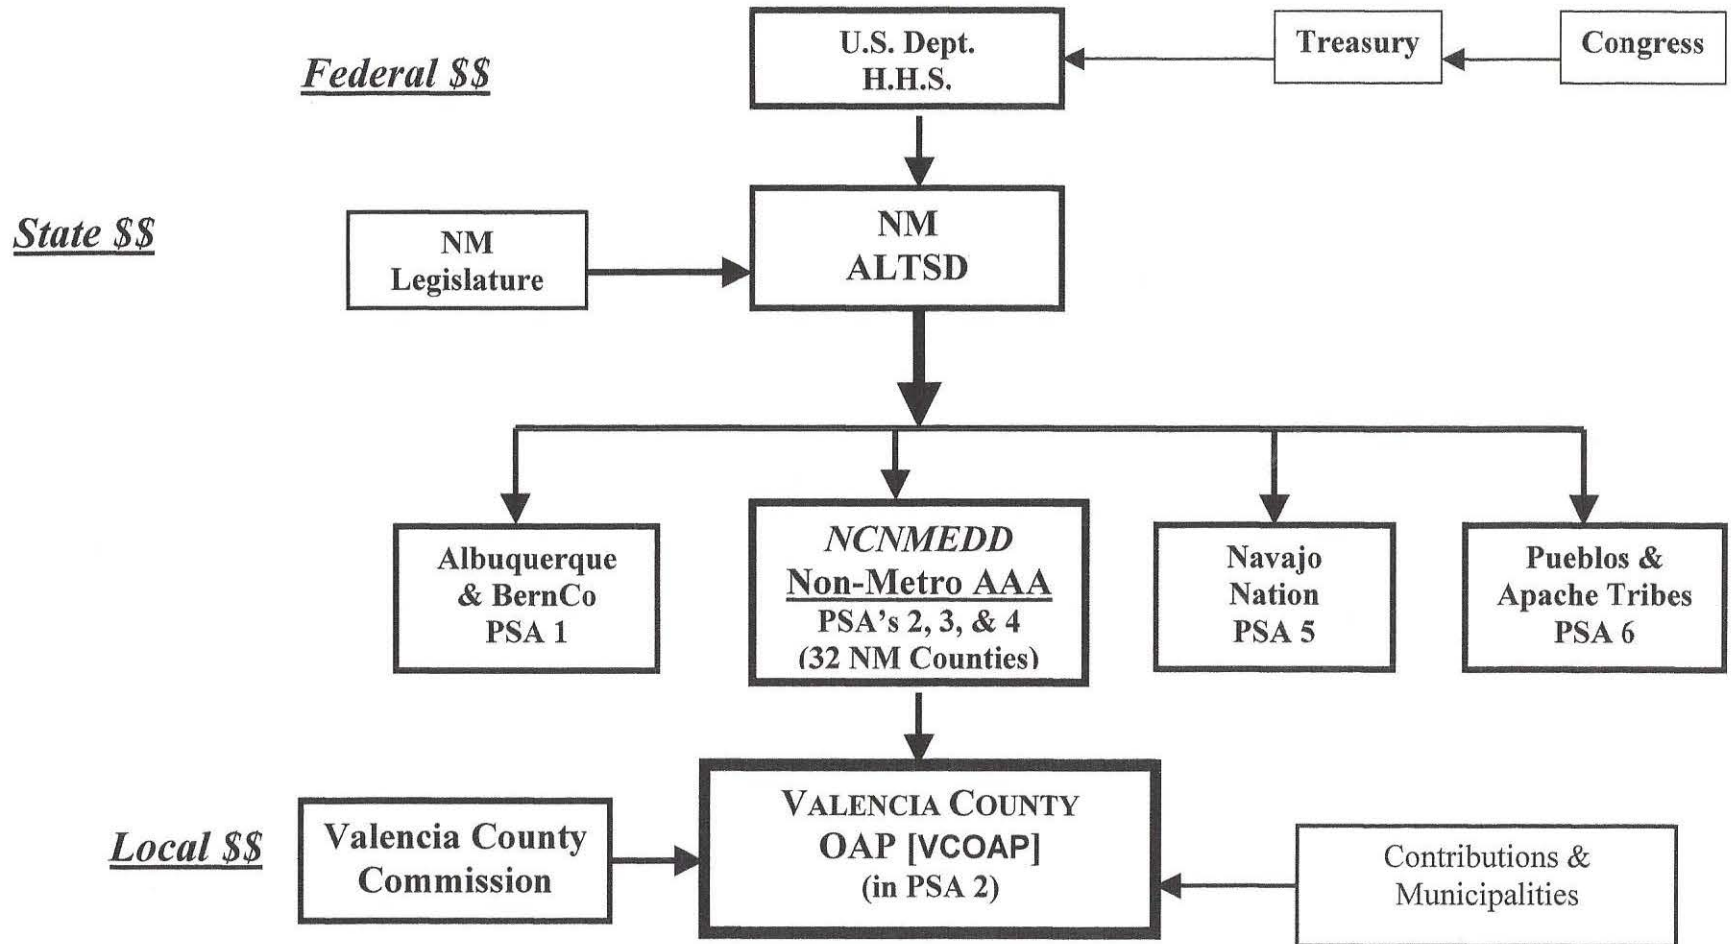 Federal $$
U.S. Dept.
H.H.S.
Treasury
Congress
State $$
NM
Legislature
NM
ALTSD
Albuquerque
& BernCo
PSA 1
NCNMEDD
Non-Metro AAA
PSA's 2, 3, & 4
(32 NM Counties)
Navajo
Nation
PSA 5
Pueblos &
Apache Tribes
PSA 6
Local $$
Valencia County
Commission
VALENCIA COUNTY
OAP [VCOAP]
(in PSA 2)
Contributions &
Municipalities